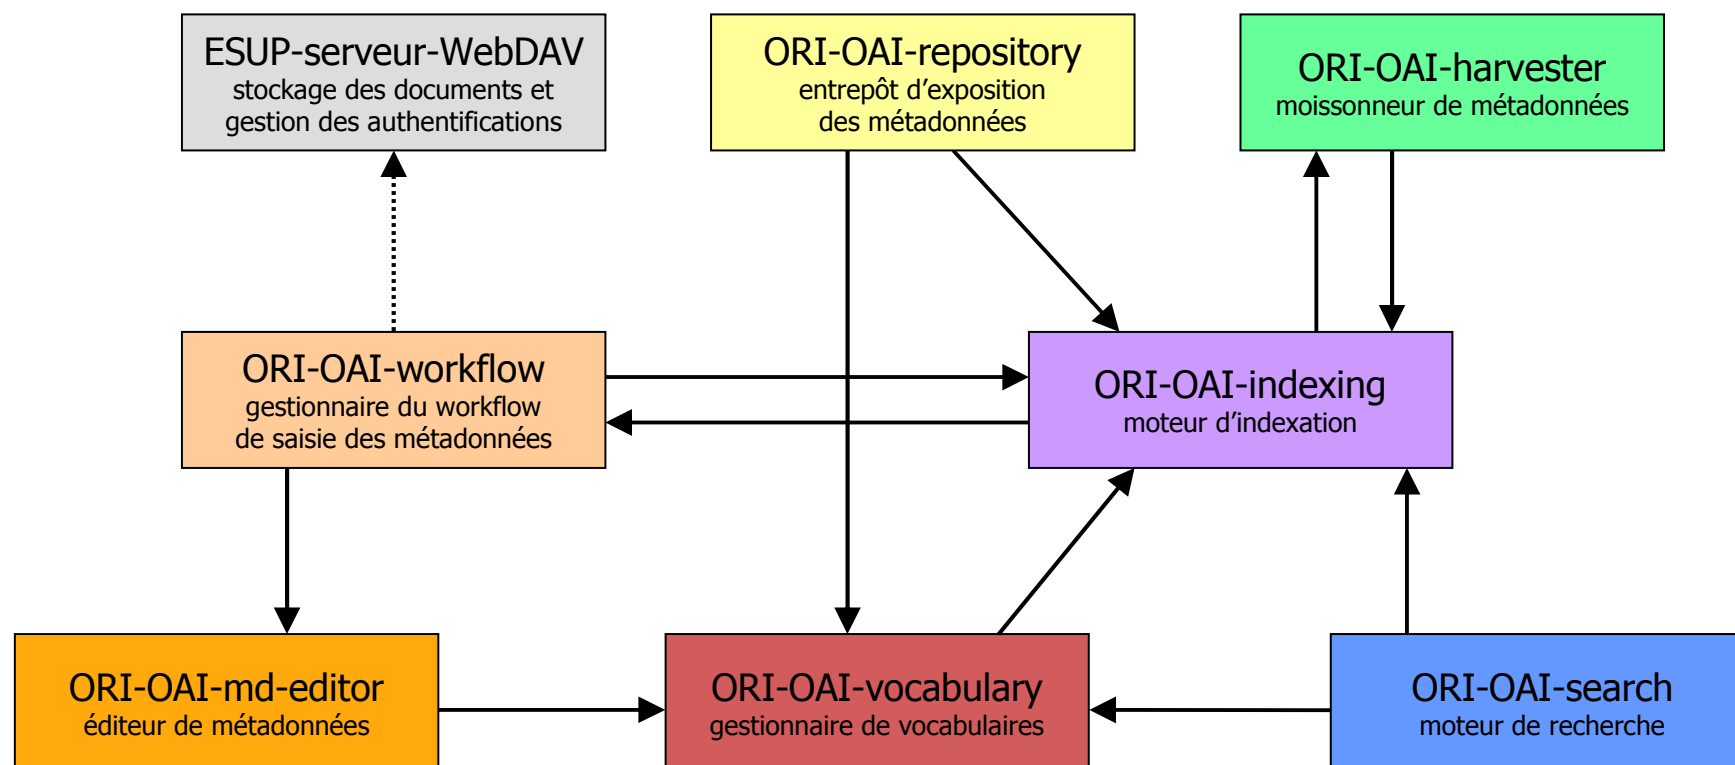 ESUP-serveur-WebDAV
stockage des documents et
gestion des authentifications
ORI-OAI-repository
entrepôt d’exposition
des métadonnées
ORI-OAI-harvester
moissonneur de métadonnées
ORI-OAI-workflow
gestionnaire du workflow
de saisie des métadonnées
ORI-OAI-indexing
moteur d’indexation
ORI-OAI-md-editor
éditeur de métadonnées
ORI-OAI-vocabulary
gestionnaire de vocabulaires
ORI-OAI-search
moteur de recherche